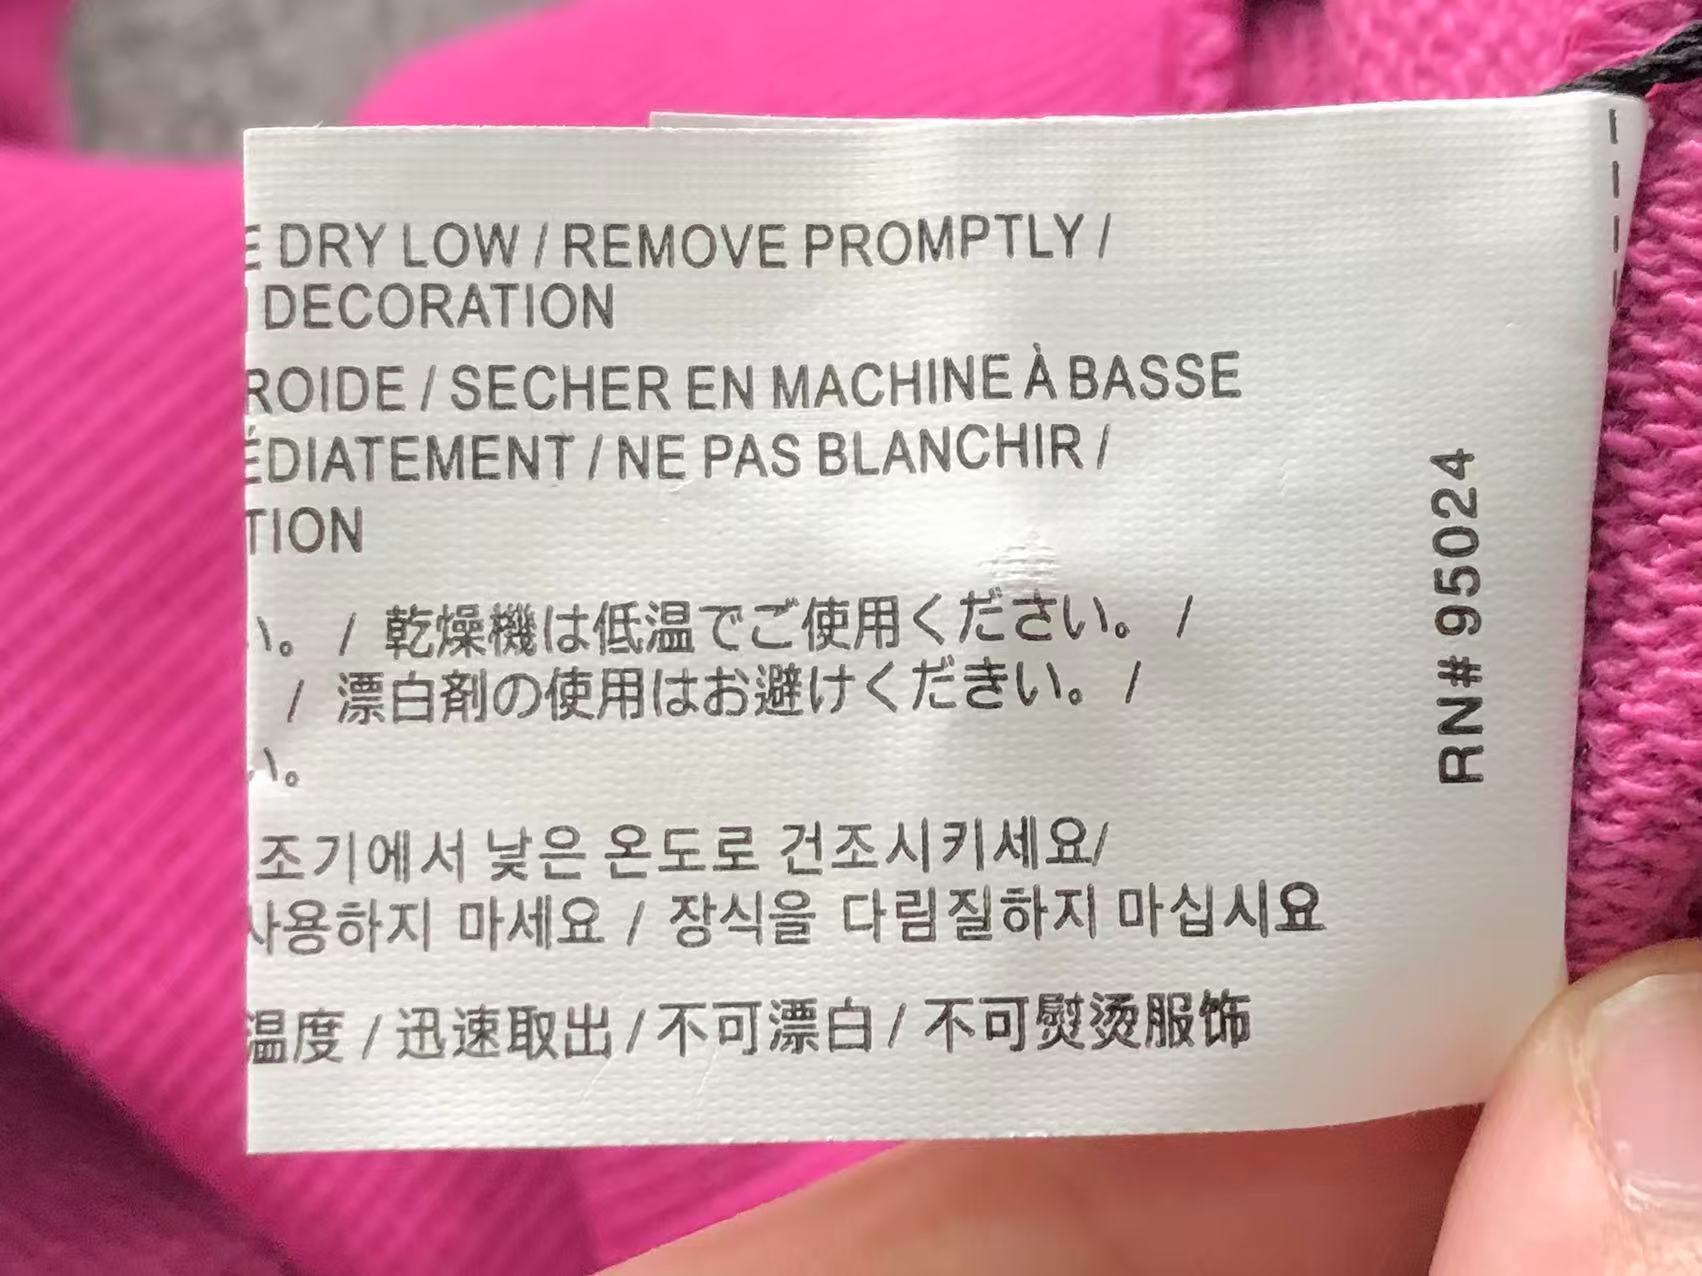 DRY LOW / REMOVE PROMPTLY /
DECORATION
ROIDE / SECHER EN MACHINE À BASSE
ÉDIATEMENT / NE PAS BLANCHIR /
TION
い。 / 乾燥機は低温でご使用ください。 /
/ 漂白剤の使用はお避けくだきい。 /
い。
조기에서 낮은 온도로 건조시키세요/
사용하지 마세요 / 장식을 다림질하지 마십시요
温度 / 迅速取出 / 不可漂白 / 不可熨烫服饰
RN# 95024